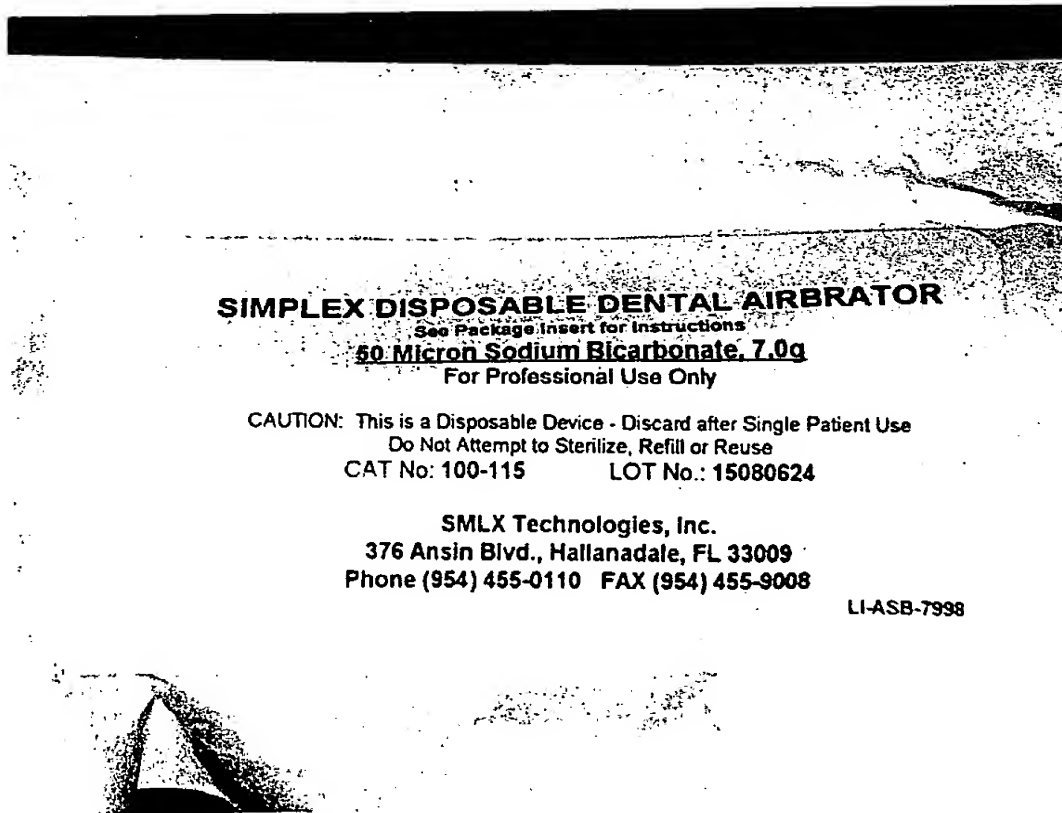 SIMPLEX DISPOSABLE DENTAL AIRBRATOR
See Package Insert for Instructions
50 Micron Sodium Bicarbonate, 7.0g
For Professional Use Only
CAUTION: This is a Disposable Device - Discard after Single Patient Use
Do Not Attempt to Sterilize, Refill or Reuse
CAT No: 100-115 LOT No.: 15080624
SMLX Technologies, Inc.
376 Ansin Blvd., Hallanadale, FL 33009
Phone (954) 455-0110 FAX (954) 455-9008
LI-ASB-7998